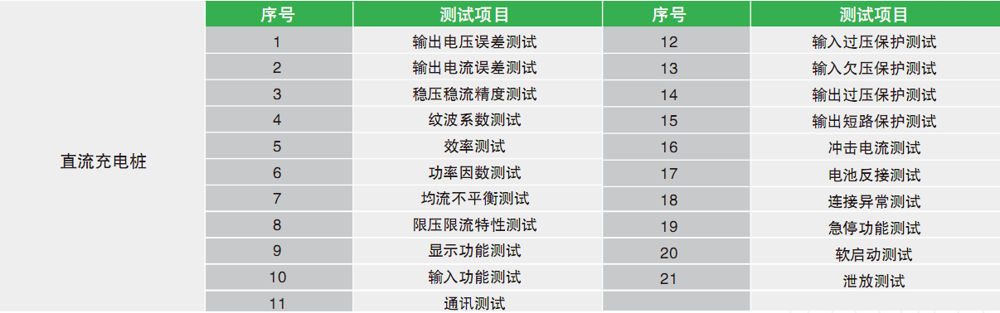 序号 测试项目 序号 测试项目
1 输出电压误差测试 12 输入过压保护测试
2 输出电流误差测试 13 输入欠压保护测试
3 稳压稳流精度测试 14 输出过压保护测试
4 纹波系数测试 15 输出短路保护测试
5 效率测试 16 冲击电流测试
直流充电桩
6 功率因数测试 17 电池反接测试
7 均流不平衡测试 18 连接异常测试
8 限压限流特性测试 19 急停功能测试
9 显示功能测试 20 软启动测试
10 输入功能测试 21 泄放测试
11 通讯测试